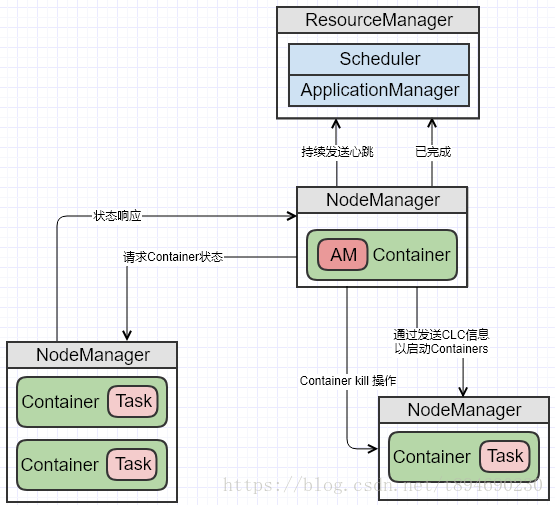 ResourceManager
Scheduler
ApplicationManager
持续发送心跳
已完成
NodeManager
AM
Container
状态响应
请求Container状态
通过发送CLC信息
以启动Containers
Container kill 操作
NodeManager
Container
Task
Container
Task
NodeManager
Container
Task
https://blog.csdn.net/t894690230